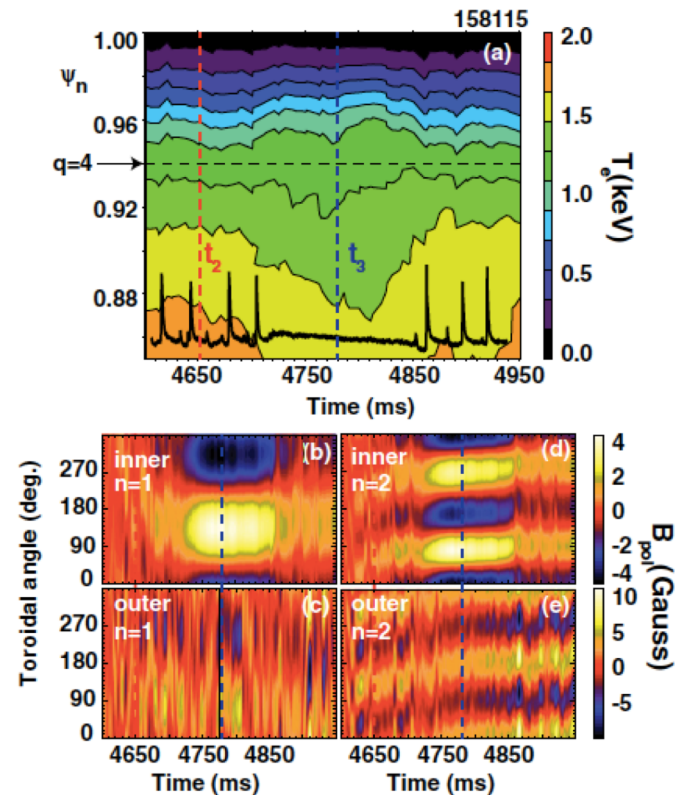 158115
(a)
1.00
ψn
0.96
q=4
0.92
0.88
t2
t3
2.0
1.5
1.0
0.5
0.0
Te(keV)
4650 4750 4850 4950
Time (ms)
(b)
inner
n=1
(d)
inner
n=2
270
180
90
0
4
2
0
-2
-4
(c)
outer
n=1
(e)
outer
n=2
270
180
90
0
10
5
0
-5
Toroidal angle (deg.)
Bpol(Gauss)
4650 4750 4850
4650 4750 4850
Time (ms)
Time (ms)